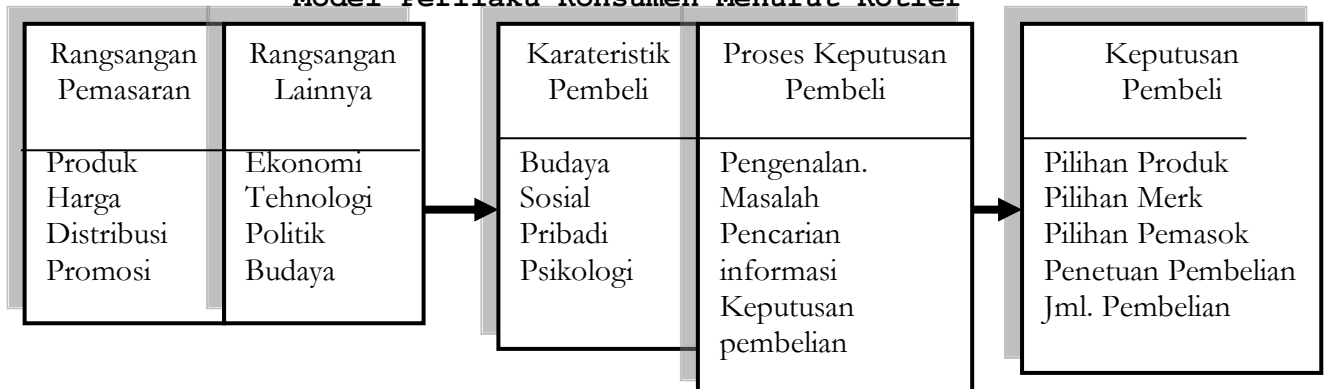 Model Perilaku Konsumen Menurut Kotler
Rangsangan
Pemasaran
Produk
Harga
Distribusi
Promosi
Rangsangan
Lainnya
Ekonomi
Tehnologi
Politik
Budaya
Karateristik
Pembeli
Budaya
Sosial
Pribadi
Psikologi
Proses Keputusan
Pembeli
Pengenalan.
Masalah
Pencarian
informasi
Keputusan
pembelian
Keputusan
Pembeli
Pilihan Produk
Pilihan Merk
Pilihan Pemasok
Penetuan Pembelian
Jml. Pembelian